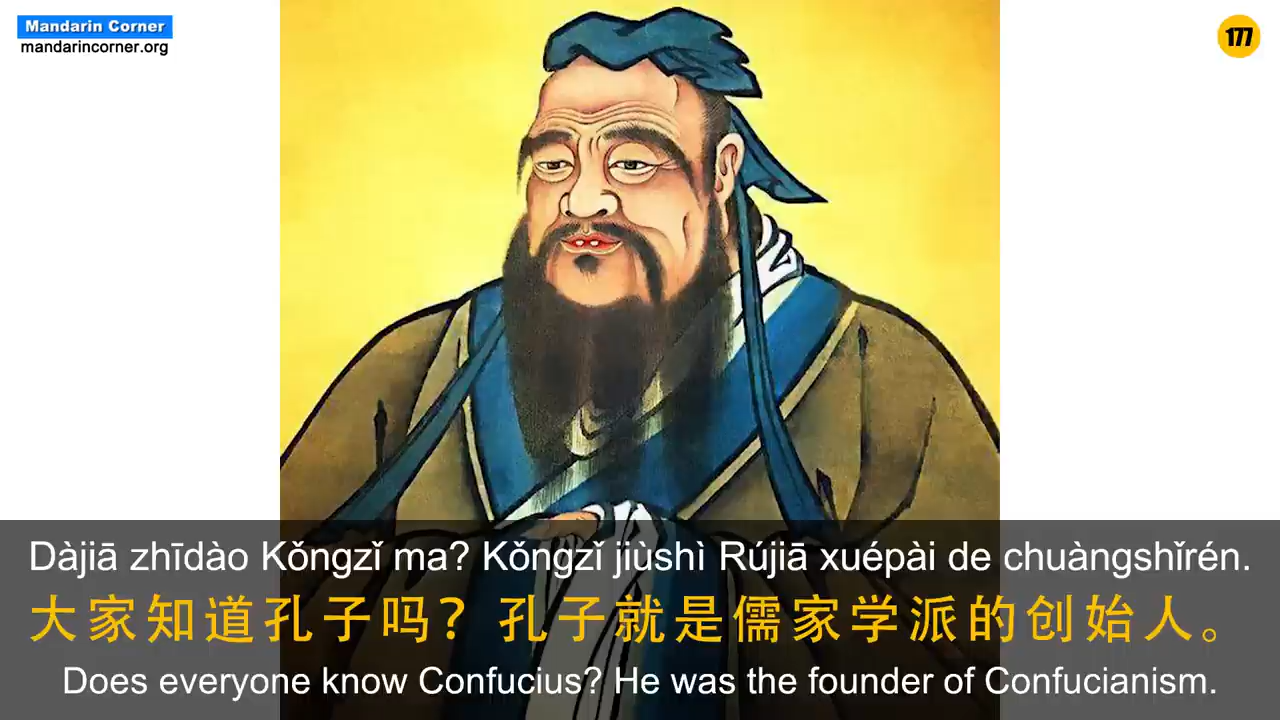 Mandarin Corner
mandarincorner.org
177
Dàjiā zhīdào Kǒngzǐ ma? Kǒngzǐ jiùshì Rújiā xuépài de chuàngshǐrén.
大家知道孔子吗？孔子就是儒家学派的创始人。
Does everyone know Confucius? He was the founder of Confucianism.